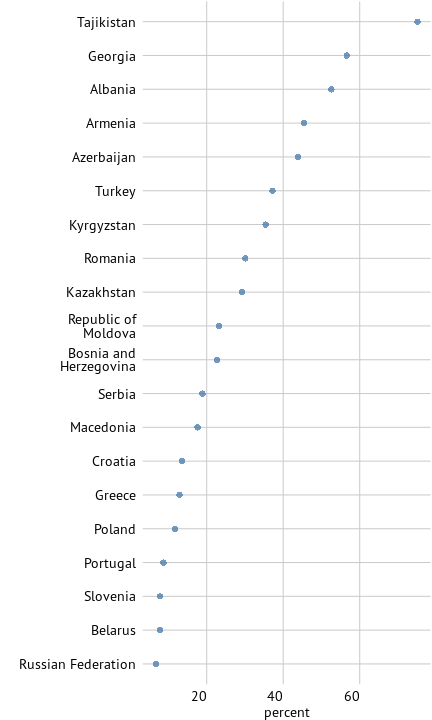 Tajikistan
Georgia
Albania
Armenia
Azerbaijan
Turkey
Kyrgyzstan
Romania
Kazakhstan
Republic of
Moldova
Bosnia and
Herzegovina
Serbia
Macedonia
Croatia
Greece
Poland
Portugal
Slovenia
Belarus
Russian Federation
20 40 60
percent